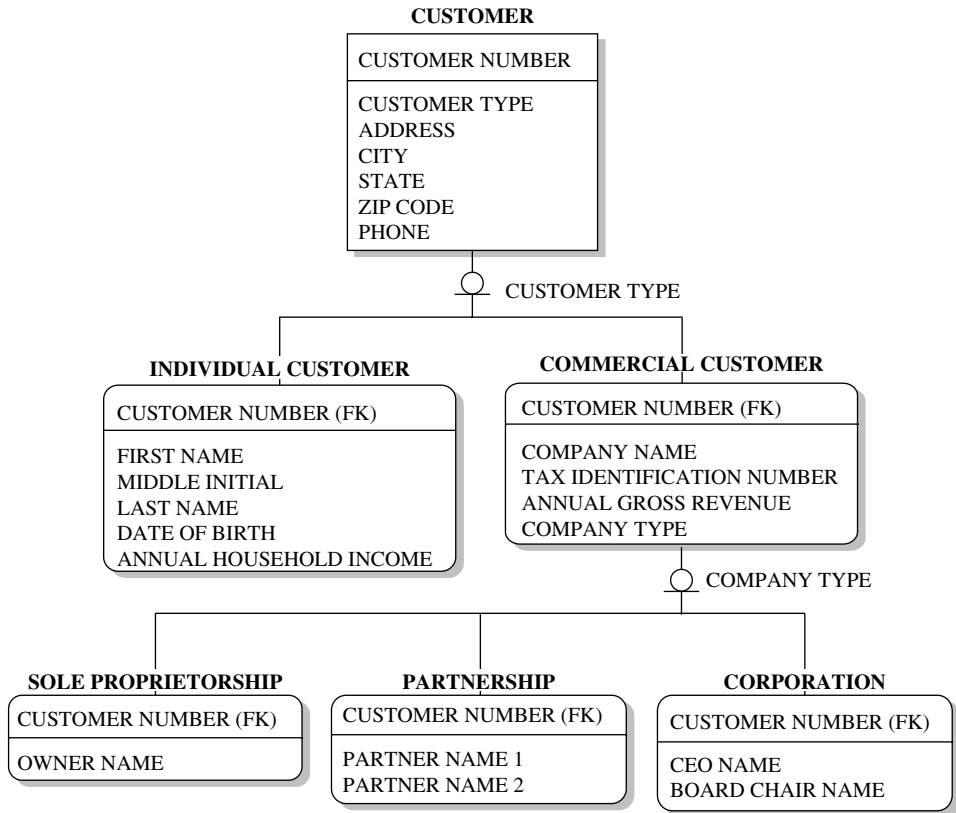 CUSTOMER
CUSTOMER NUMBER
CUSTOMER TYPE
ADDRESS
CITY
STATE
ZIP CODE
PHONE
CUSTOMER TYPE
INDIVIDUAL CUSTOMER
CUSTOMER NUMBER (FK)
FIRST NAME
MIDDLE INITIAL
LAST NAME
DATE OF BIRTH
ANNUAL HOUSEHOLD INCOME
COMMERCIAL CUSTOMER
CUSTOMER NUMBER (FK)
COMPANY NAME
TAX IDENTIFICATION NUMBER
ANNUAL GROSS REVENUE
COMPANY TYPE
COMPANY TYPE
SOLE PROPRIETORSHIP
CUSTOMER NUMBER (FK)
OWNER NAME
PARTNERSHIP
CUSTOMER NUMBER (FK)
PARTNER NAME 1
PARTNER NAME 2
CORPORATION
CUSTOMER NUMBER (FK)
CEO NAME
BOARD CHAIR NAME